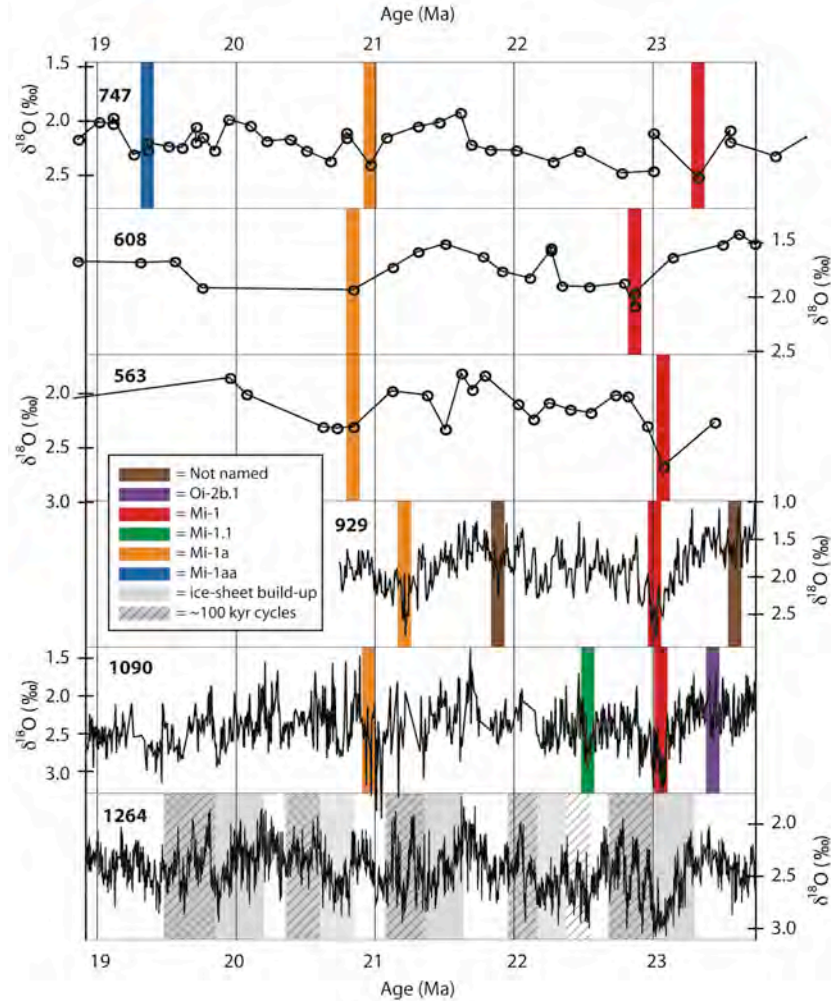 Age (Ma)
19 20 21 22 23
1.5
2.0
2.5
δ18O (‰)
747
608
1.5
2.0
2.5
δ18O (‰)
563
2.0
2.5
3.0
δ18O (‰)
= Not named
= Oi-2b.1
= Mi-1
= Mi-1.1
= Mi-1a
= Mi-1aa
= ice-sheet build-up
= ~100 kyr cycles
929
1.0
1.5
2.0
2.5
δ18O (‰)
1090
1.5
2.0
2.5
3.0
δ18O (‰)
1264
2.0
2.5
3.0
δ18O (‰)
19 20 21 22 23
Age (Ma)